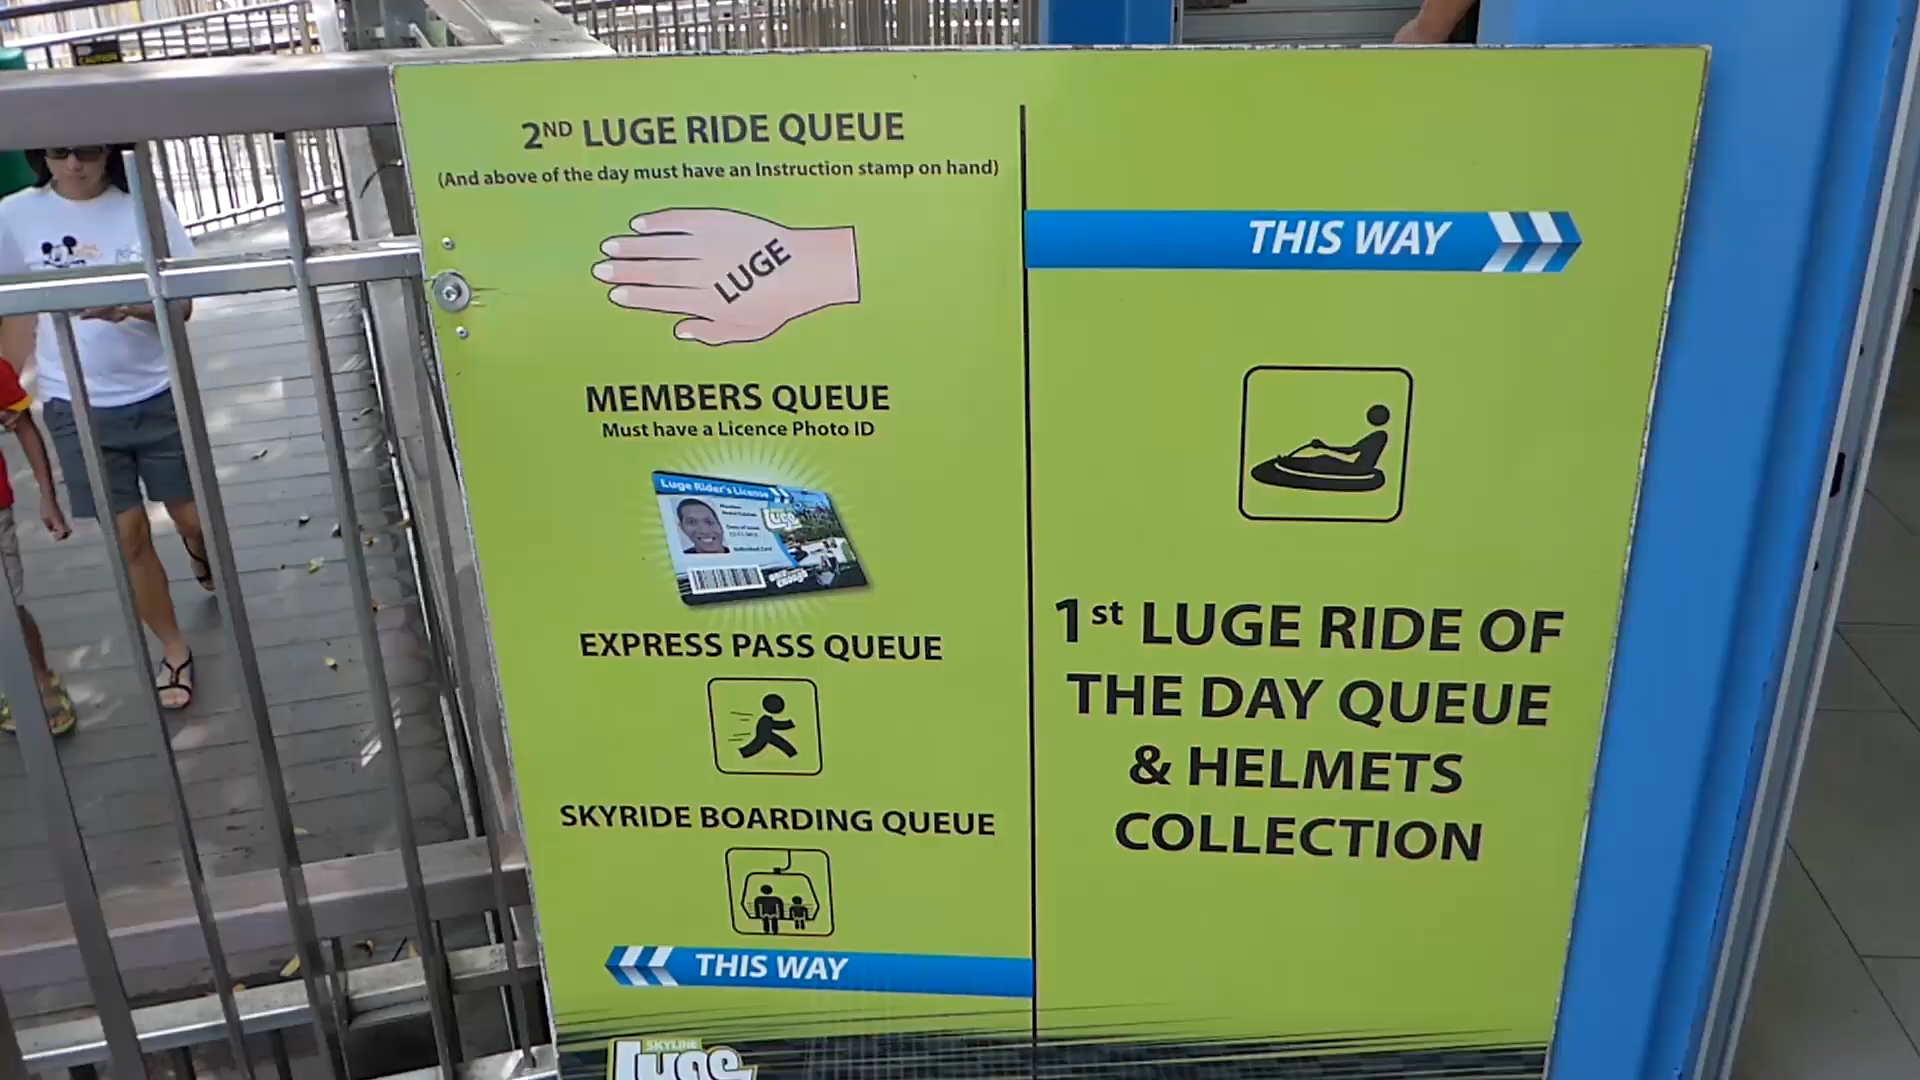 CAUTION
2ND LUGE RIDE QUEUE
(And above of the day must have an Instruction stamp on hand)
LUGE
MEMBERS QUEUE
Must have a Licence Photo ID
Luge Rider's License
Luge
EXPRESS PASS QUEUE
SKYRIDE BOARDING QUEUE
THIS WAY
SKYLINE
Luge
THIS WAY
1st LUGE RIDE OF
THE DAY QUEUE
& HELMETS
COLLECTION